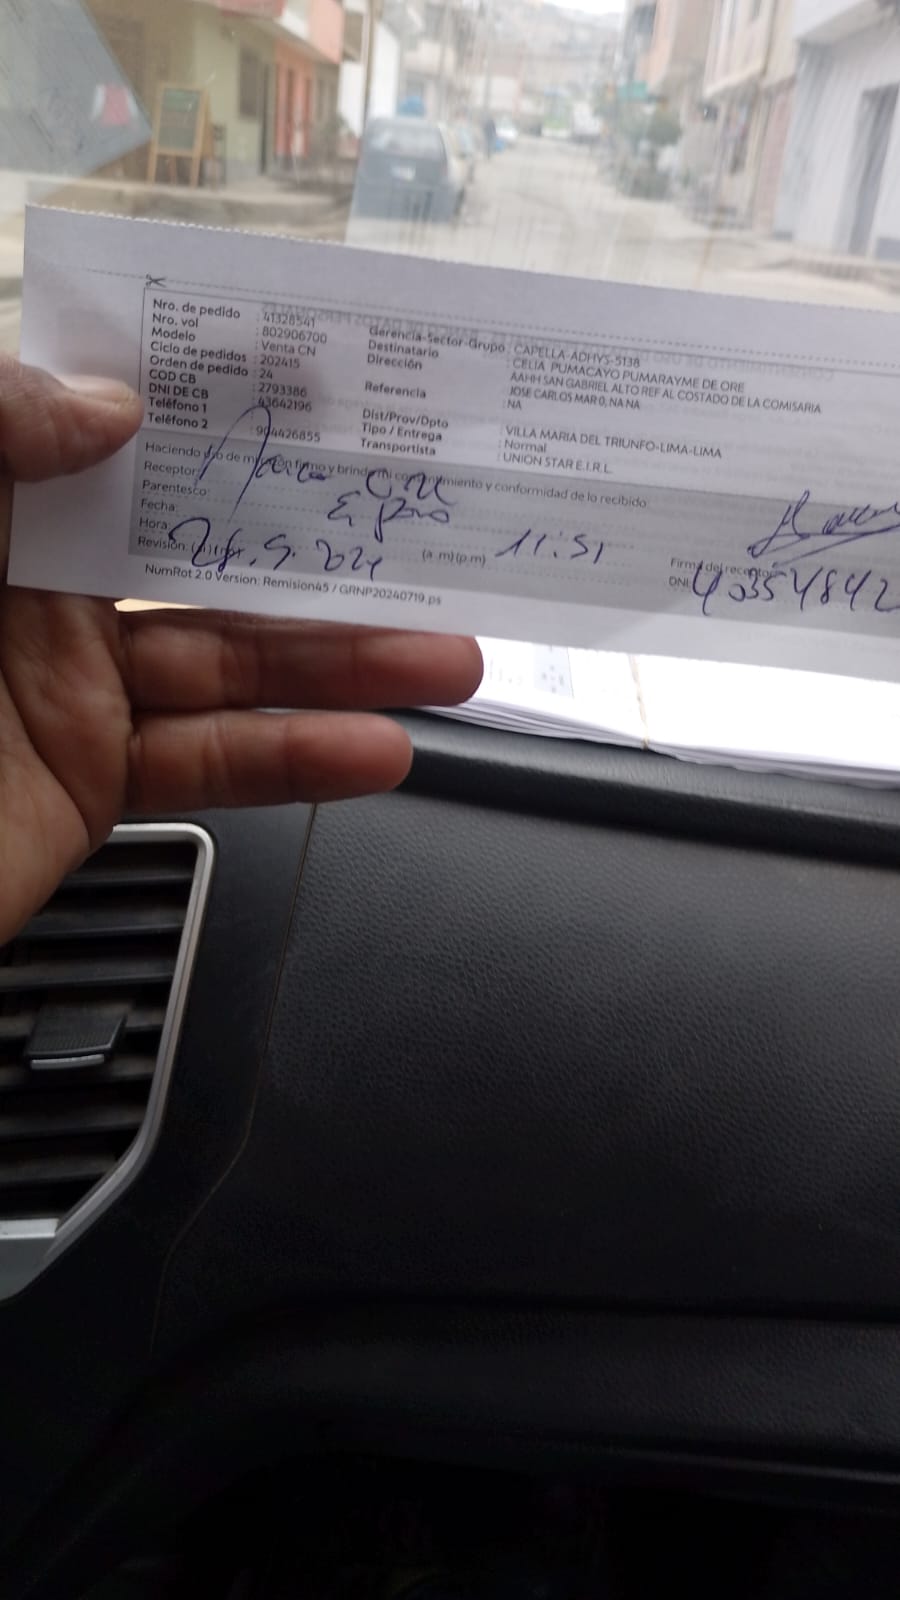 Nro. de pedido : 41328541
Nro. vol : 802906700
Modelo : Venta CN
Ciclo de pedidos : 202415
Orden de pedido : 24
COD CB : 2793386
DNI DE CB : 43642196
Teléfono 1
Teléfono 2 : 904426855
Gerencia-Sector-Grupo : CAPELLA-ADHYS-5138
Destinatario : CELIA PUMACAYO PUMARAYME DE ORE
Dirección : AAHH SAN GABRIEL ALTO REF AL COSTADO DE LA COMISARIA
JOSE CARLOS MAR 0, NA NA
Referencia : NA
Dist/Prov/Dpto : VILLA MARIA DEL TRIUNFO-LIMA-LIMA
Tipo / Entrega : Normal
Transportista : UNION STAR E.I.R.L.
Haciendo uso de firmo y brindo mi consentimiento y conformidad de lo recibido
Receptor:
Parentesco: Esposo
Fecha:
Hora: (a.m) (p.m) 11:51
Revisión: (si) (no)
Firma del receptor
DNI 40354842
NumRot 2.0 Version: Remision45 / GRNP20240719.ps